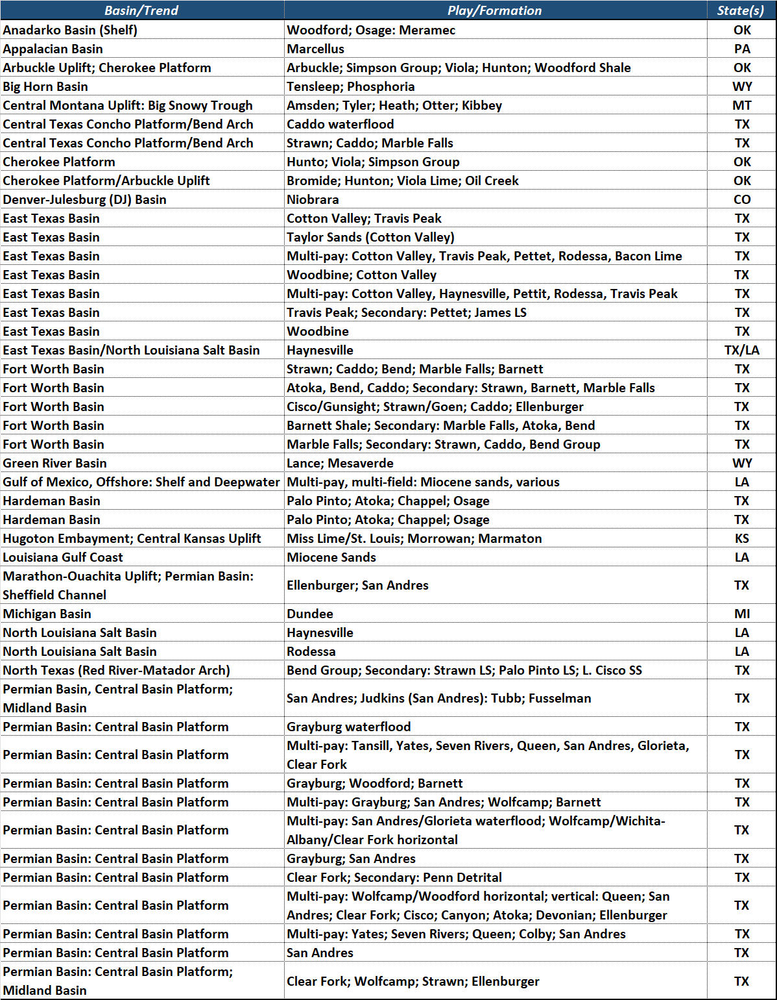 Basin/Trend Play/Formation State(s)
Anadarko Basin (Shelf) Woodford; Osage: Meramec OK
Appalacian Basin Marcellus PA
Arbuckle Uplift; Cherokee Platform Arbuckle; Simpson Group; Viola; Hunton; Woodford Shale OK
Big Horn Basin Tensleep; Phosphoria WY
Central Montana Uplift: Big Snowy Trough Amsden; Tyler; Heath; Otter; Kibbey MT
Central Texas Concho Platform/Bend Arch Caddo waterflood TX
Central Texas Concho Platform/Bend Arch Strawn; Caddo; Marble Falls TX
Cherokee Platform Hunto; Viola; Simpson Group OK
Cherokee Platform/Arbuckle Uplift Bromide; Hunton; Viola Lime; Oil Creek OK
Denver-Julesburg (DJ) Basin Niobrara CO
East Texas Basin Cotton Valley; Travis Peak TX
East Texas Basin Taylor Sands (Cotton Valley) TX
East Texas Basin Multi-pay: Cotton Valley, Travis Peak, Pettet, Rodessa, Bacon Lime TX
East Texas Basin Woodbine; Cotton Valley TX
East Texas Basin Multi-pay: Cotton Valley, Haynesville, Pettit, Rodessa, Travis Peak TX
East Texas Basin Travis Peak; Secondary: Pettet; James LS TX
East Texas Basin Woodbine TX
East Texas Basin/North Louisiana Salt Basin Haynesville TX/LA
Fort Worth Basin Strawn; Caddo; Bend; Marble Falls; Barnett TX
Fort Worth Basin Atoka, Bend, Caddo; Secondary: Strawn, Barnett, Marble Falls TX
Fort Worth Basin Cisco/Gunsight; Strawn/Goen; Caddo; Ellenburger TX
Fort Worth Basin Barnett Shale; Secondary: Marble Falls, Atoka, Bend TX
Fort Worth Basin Marble Falls; Secondary: Strawn, Caddo, Bend Group TX
Green River Basin Lance; Mesaverde WY
Gulf of Mexico, Offshore: Shelf and Deepwater Multi-pay, multi-field: Miocene sands, various LA
Hardeman Basin Palo Pinto; Atoka; Chappel; Osage TX
Hardeman Basin Palo Pinto; Atoka; Chappel; Osage TX
Hugoton Embayment; Central Kansas Uplift Miss Lime/St. Louis; Morrowan; Marmaton KS
Louisiana Gulf Coast Miocene Sands LA
Marathon-Ouachita Uplift; Permian Basin:
Sheffield Channel Ellenburger; San Andres TX
Michigan Basin Dundee MI
North Louisiana Salt Basin Haynesville LA
North Louisiana Salt Basin Rodessa LA
North Texas (Red River-Matador Arch) Bend Group; Secondary: Strawn LS; Palo Pinto LS; L. Cisco SS TX
Permian Basin, Central Basin Platform;
Midland Basin San Andres; Judkins (San Andres): Tubb; Fusselman TX
Permian Basin: Central Basin Platform Grayburg waterflood TX
Permian Basin: Central Basin Platform Multi-pay: Tansill, Yates, Seven Rivers, Queen, San Andres, Glorieta,
Clear Fork TX
Permian Basin: Central Basin Platform Grayburg; Woodford; Barnett TX
Permian Basin: Central Basin Platform Multi-pay: Grayburg; San Andres; Wolfcamp; Barnett TX
Permian Basin: Central Basin Platform Multi-pay: San Andres/Glorieta waterflood; Wolfcamp/Wichita-
Albany/Clear Fork horizontal TX
Permian Basin: Central Basin Platform Grayburg; San Andres TX
Permian Basin: Central Basin Platform Clear Fork; Secondary: Penn Detrital TX
Permian Basin: Central Basin Platform Multi-pay: Wolfcamp/Woodford horizontal; vertical: Queen; San
Andres; Clear Fork; Cisco; Canyon; Atoka; Devonian; Ellenburger TX
Permian Basin: Central Basin Platform Multi-pay: Yates; Seven Rivers; Queen; Colby; San Andres TX
Permian Basin: Central Basin Platform San Andres TX
Permian Basin: Central Basin Platform;
Midland Basin Clear Fork; Wolfcamp; Strawn; Ellenburger TX